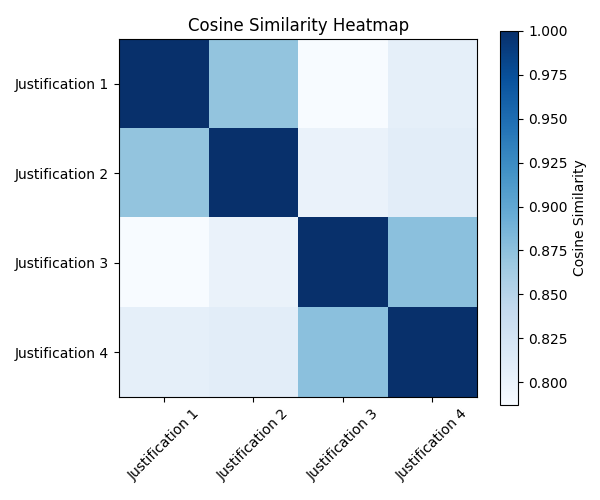 Cosine Similarity Heatmap
Justification 1
Justification 2
Justification 3
Justification 4
Justification 1
Justification 2
Justification 3
Justification 4
1.000
0.975
0.950
0.925
0.900
0.875
0.850
0.825
0.800
Cosine Similarity